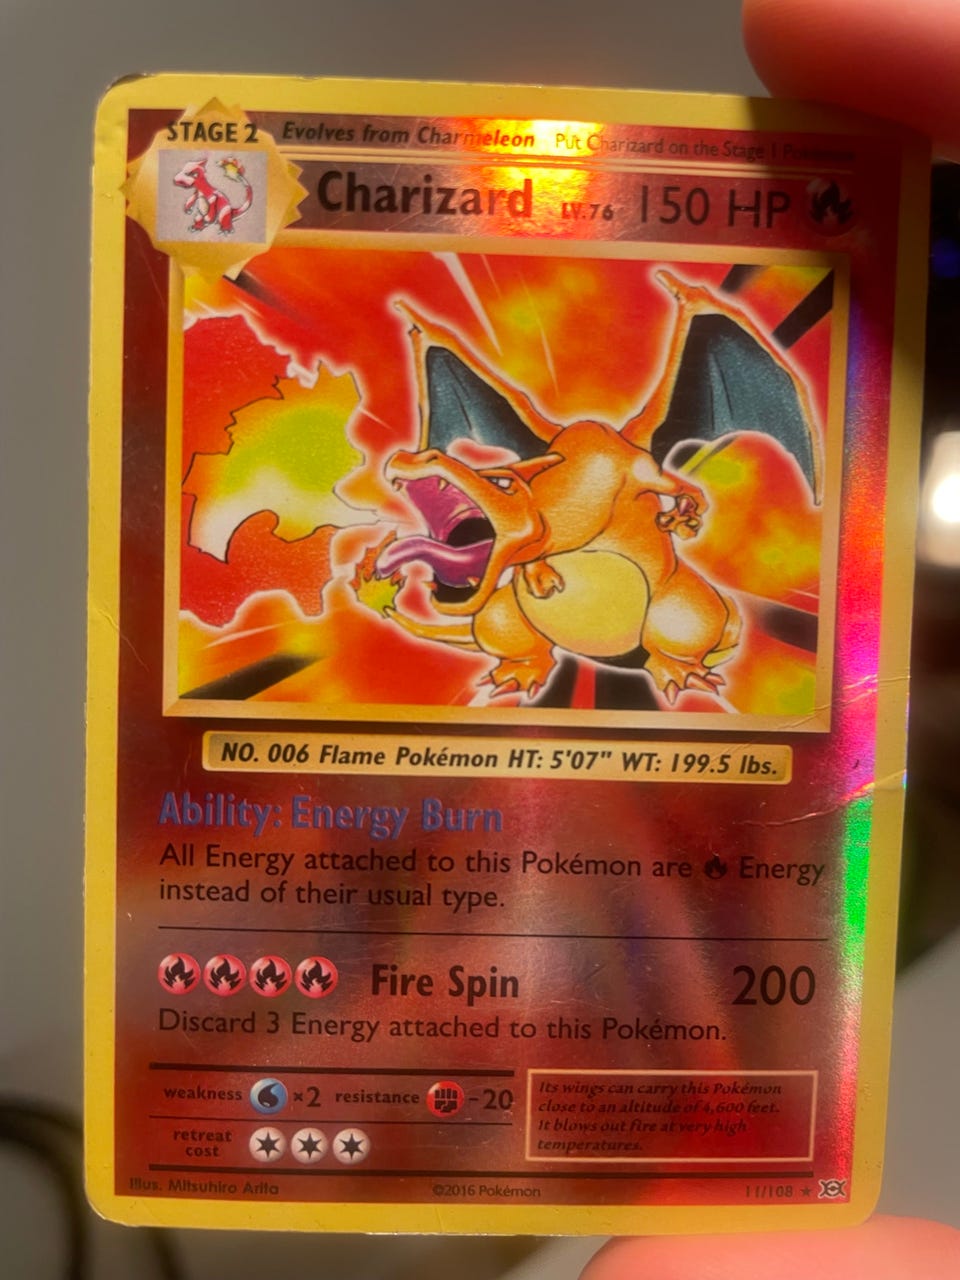 STAGE 2 Evolves from Charmeleon Put Charizard on the Stage 1 Pokémon
Charizard LV.76 150 HP
NO. 006 Flame Pokémon HT: 5'07" WT: 199.5 lbs.
Ability: Energy Burn
All Energy attached to this Pokémon are Energy
instead of their usual type.
Fire Spin 200
Discard 3 Energy attached to this Pokémon.
weakness ×2 resistance -20
retreat
cost
Its wings can carry this Pokémon
close to an altitude of 4,600 feet.
It blows out fire at very high
temperatures.
Illus. Mitsuhiro Arita ©2016 Pokémon 11/108